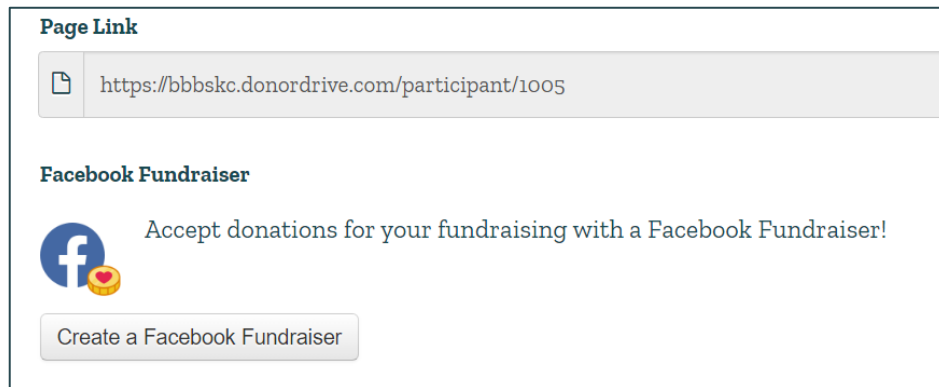 Page Link
https://bbbskc.donordrive.com/participant/1005
Facebook Fundraiser
Accept donations for your fundraising with a Facebook Fundraiser!
Create a Facebook Fundraiser